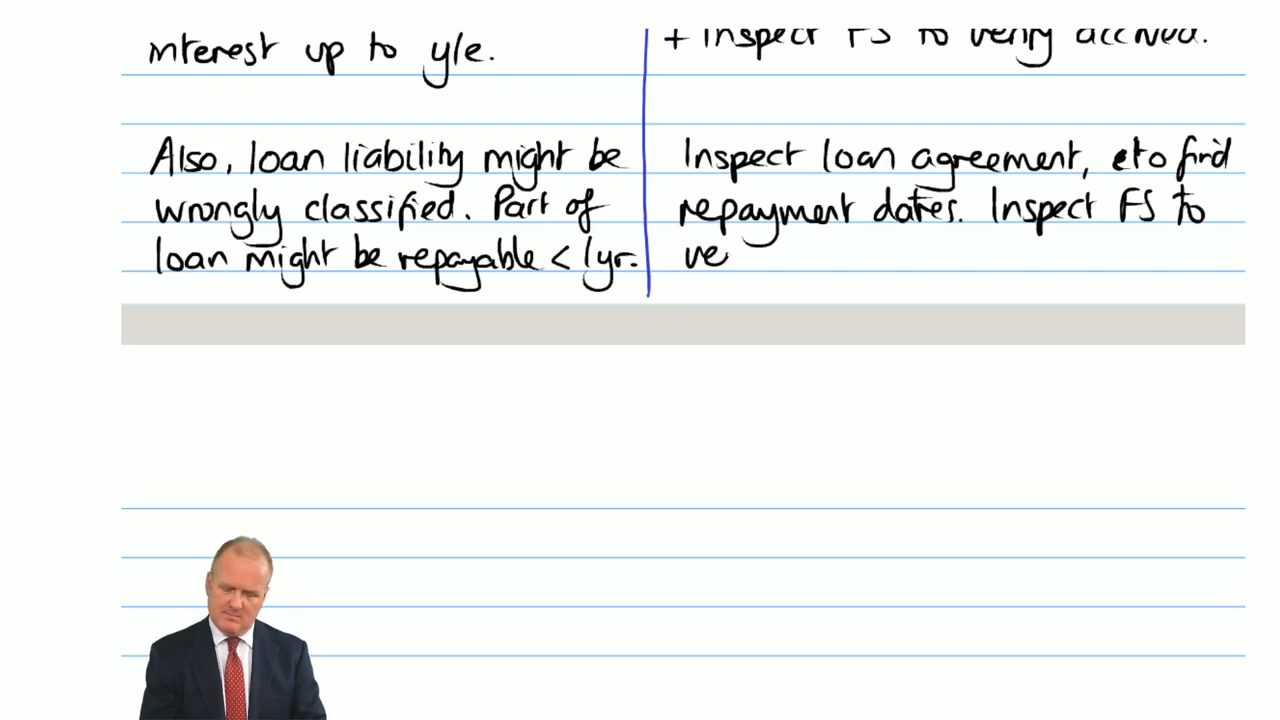 interest up to y/e.
+ Inspect FS to verify accrued.
Also, loan liability might be
wrongly classified. Part of
loan might be repayable < 1yr.
Inspect loan agreement, to find
repayment dates. Inspect FS to
ve